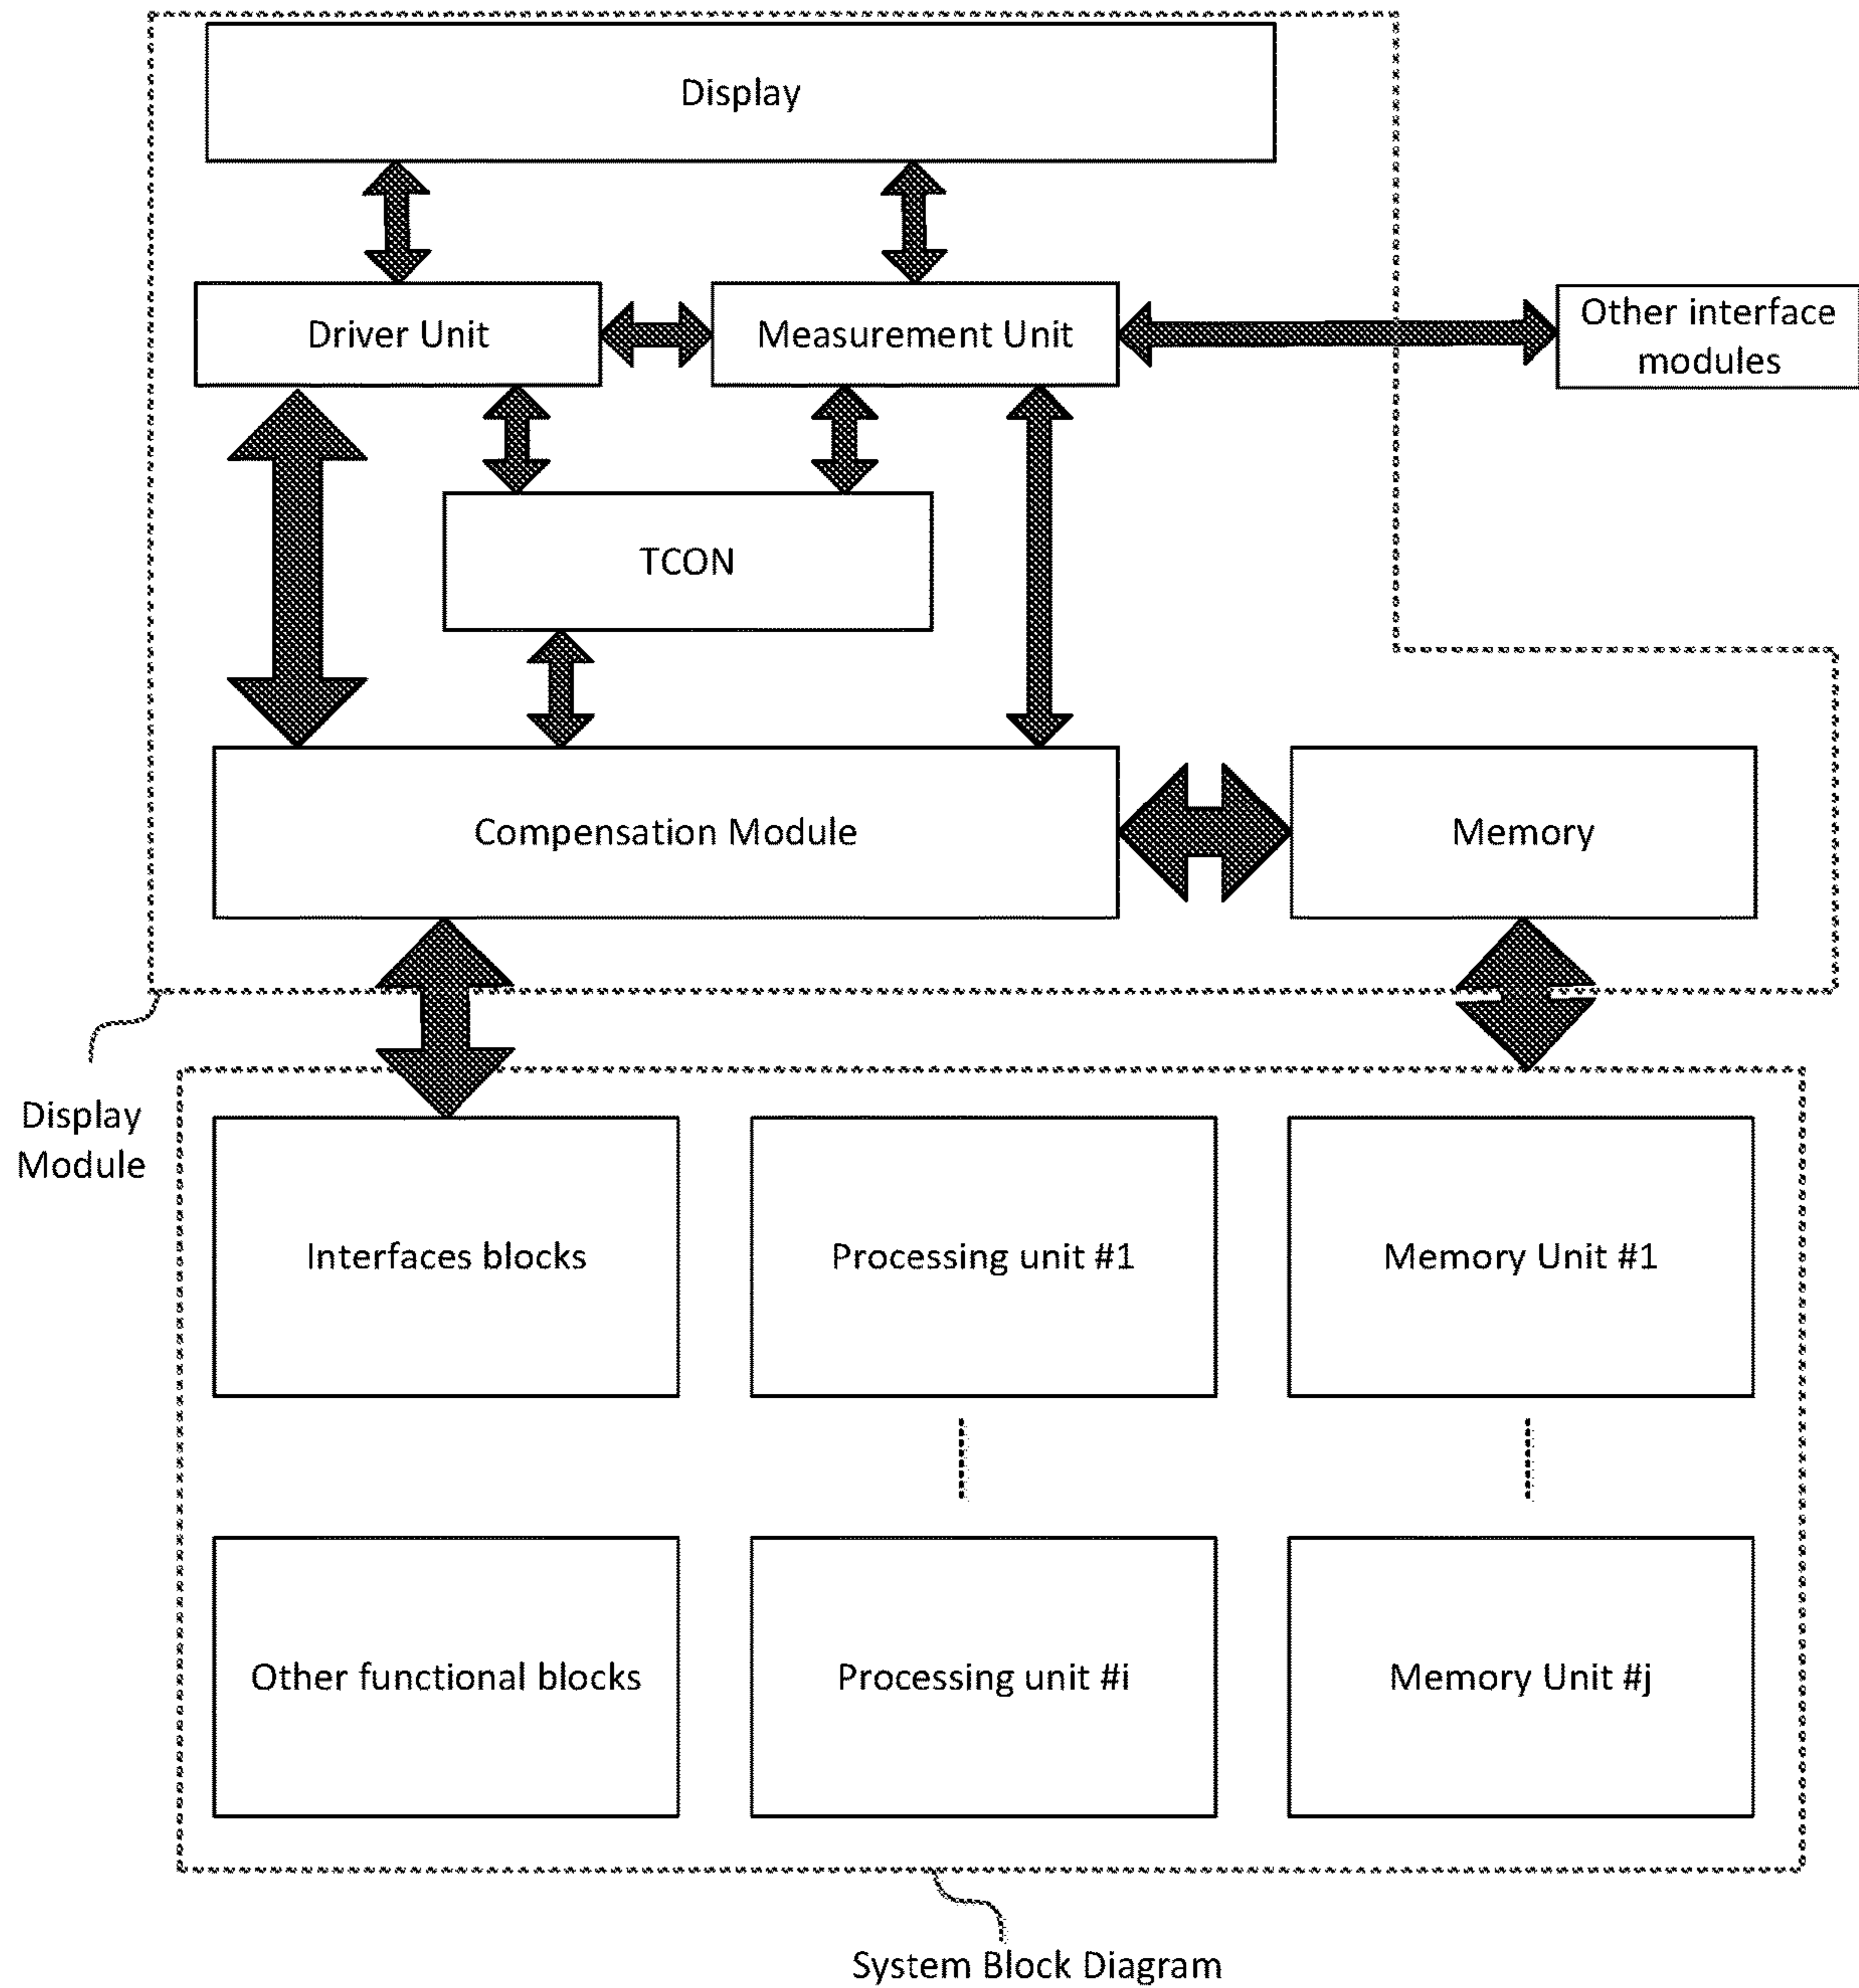 Display
Driver Unit
Measurement Unit
Other interface
modules
TCON
Compensation Module
Memory
Display
Module
Interfaces blocks
Processing unit #1
Memory Unit #1
Other functional blocks
Processing unit #i
Memory Unit #j
System Block Diagram